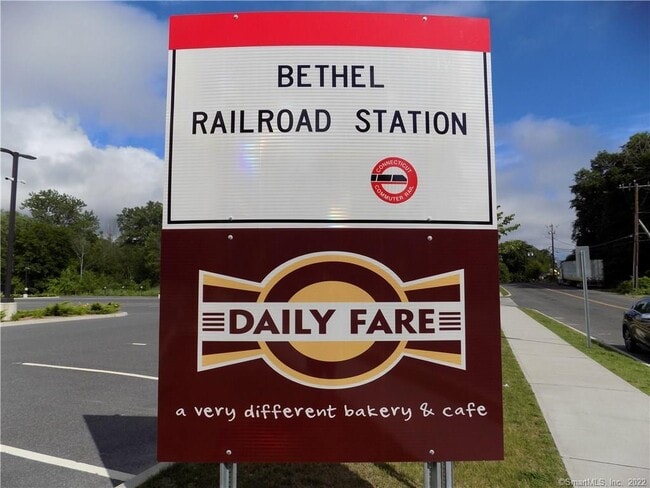 BETHEL
RAILROAD STATION
CONNECTICUT
COMMUTER RAIL
DAILY FARE
a very different bakery & cafe
©SmartMLS, Inc. 2022